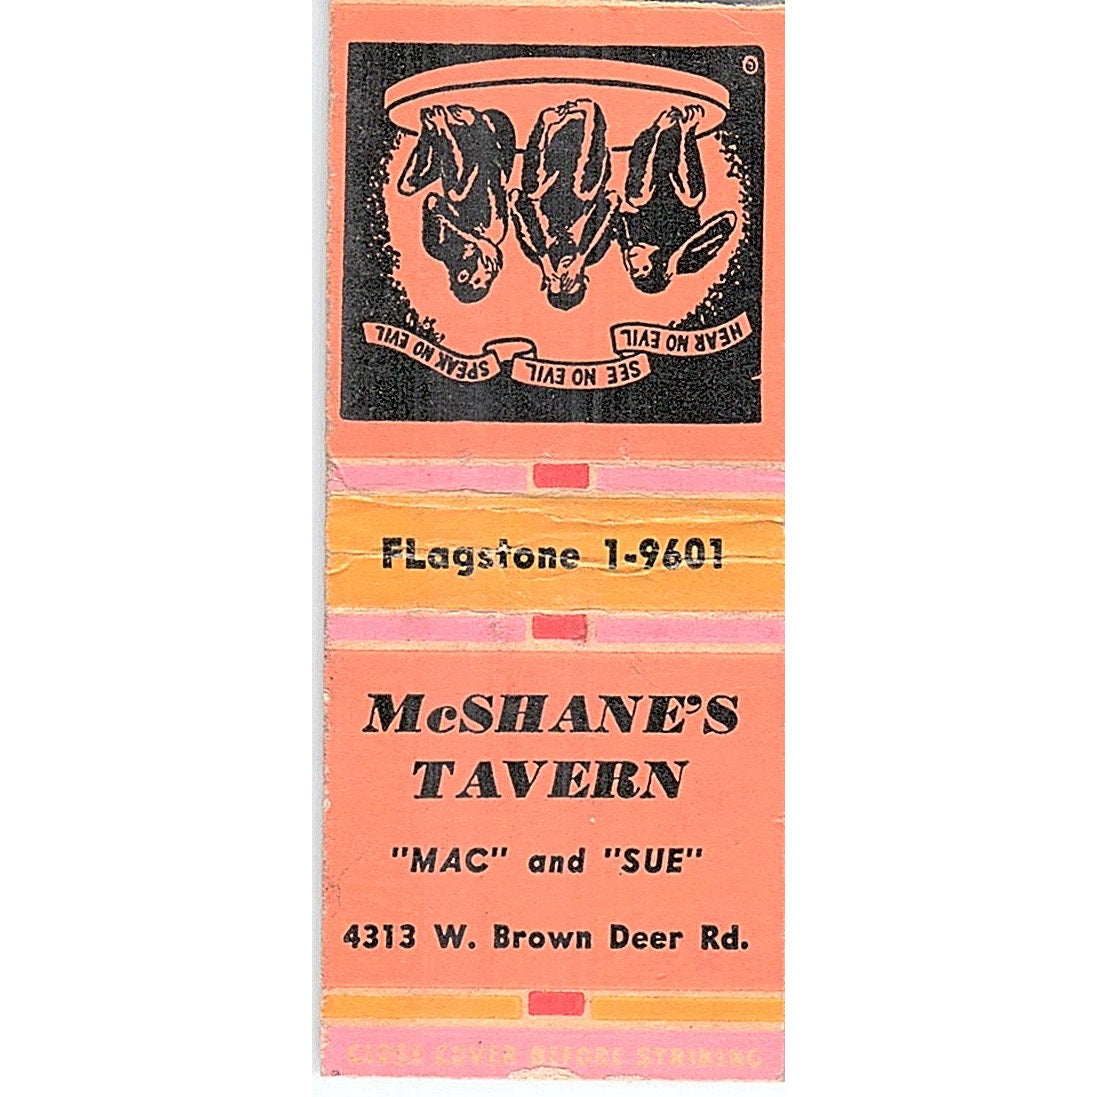 SPEAK NO EVIL SEE NO EVIL HEAR NO EVIL
FLagstone 1-9601
McSHANE'S
TAVERN
"MAC" and "SUE"
4313 W. Brown Deer Rd.
CLOSE COVER BEFORE STRIKING